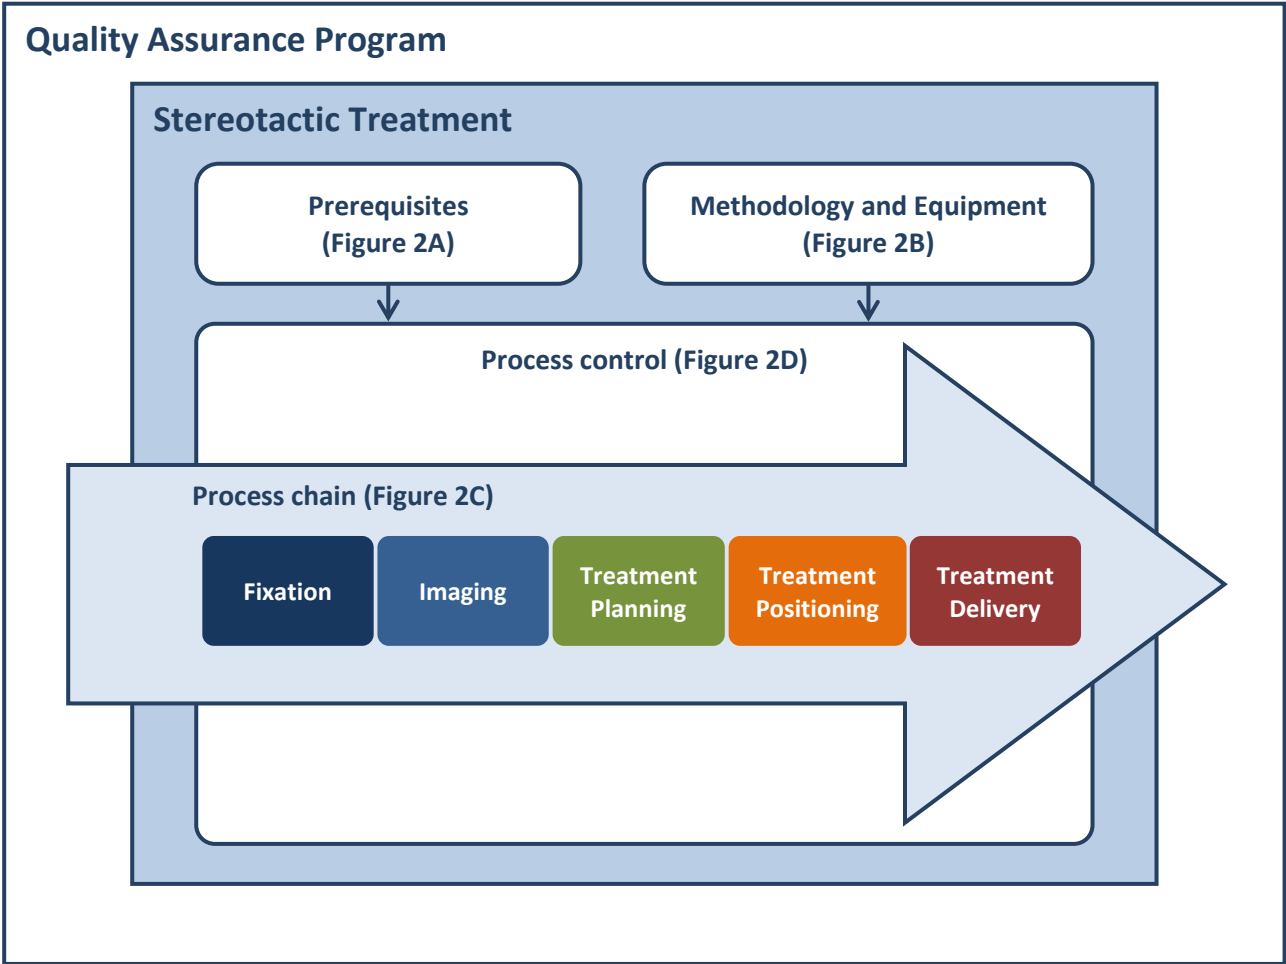 Quality Assurance Program
Stereotactic Treatment
Prerequisites
(Figure 2A)
Methodology and Equipment
(Figure 2B)
Process control (Figure 2D)
Process chain (Figure 2C)
Fixation
Imaging
Treatment
Planning
Treatment
Positioning
Treatment
Delivery